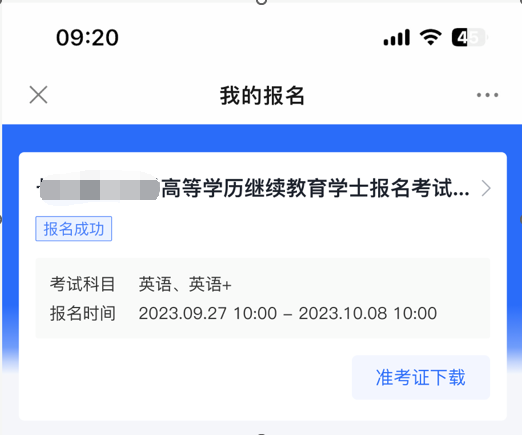 09:20
45
我的报名
高等学历继续教育学士报名考试...
报名成功
考试科目 英语、英语+
报名时间 2023.09.27 10:00 – 2023.10.08 10:00
准考证下载